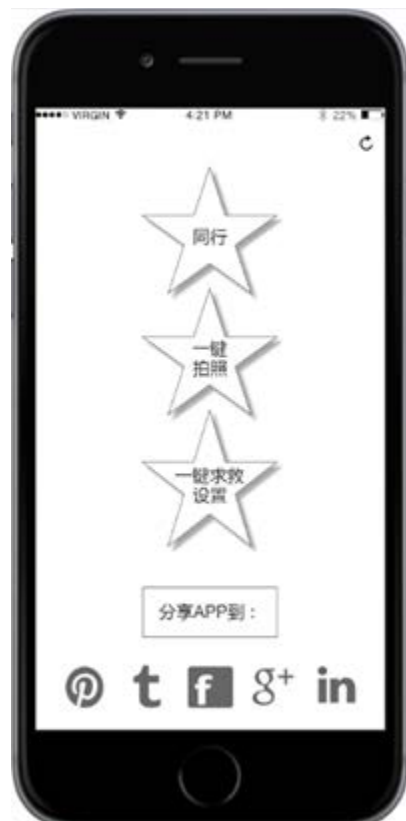 VIRGIN 4:21 PM 22%
同行
一键
拍照
一键求救
设置
分享APP到：
t
f
g+
in